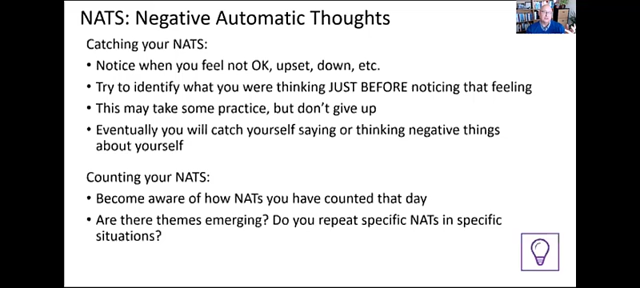 NATS: Negative Automatic Thoughts
Catching your NATS:
• Notice when you feel not OK, upset, down, etc.
• Try to identify what you were thinking JUST BEFORE noticing that feeling
• This may take some practice, but don't give up
• Eventually you will catch yourself saying or thinking negative things
about yourself
Counting your NATS:
• Become aware of how NATs you have counted that day
• Are there themes emerging? Do you repeat specific NATs in specific
situations?